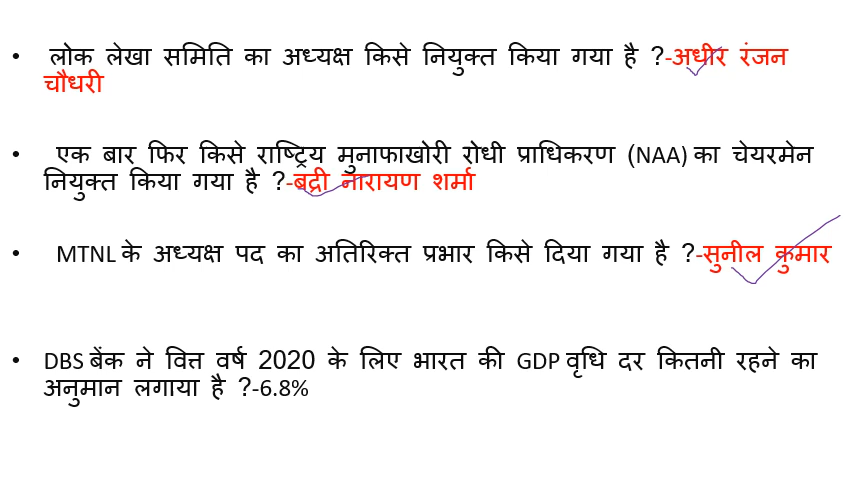 • लोक लेखा समिति का अध्यक्ष किसे नियुक्त किया गया है ?-अधीर रंजन
चौधरी
• एक बार फिर किसे राष्ट्रिय मुनाफाखोरी रोधी प्राधिकरण (NAA) का चेयरमेन
नियुक्त किया गया है ?-बद्री नारायण शर्मा
• MTNL के अध्यक्ष पद का अतिरिक्त प्रभार किसे दिया गया है ?-सुनील कुमार
• DBS बेंक ने वित्त वर्ष 2020 के लिए भारत की GDP वृधि दर कितनी रहने का
अनुमान लगाया है ?-6.8%